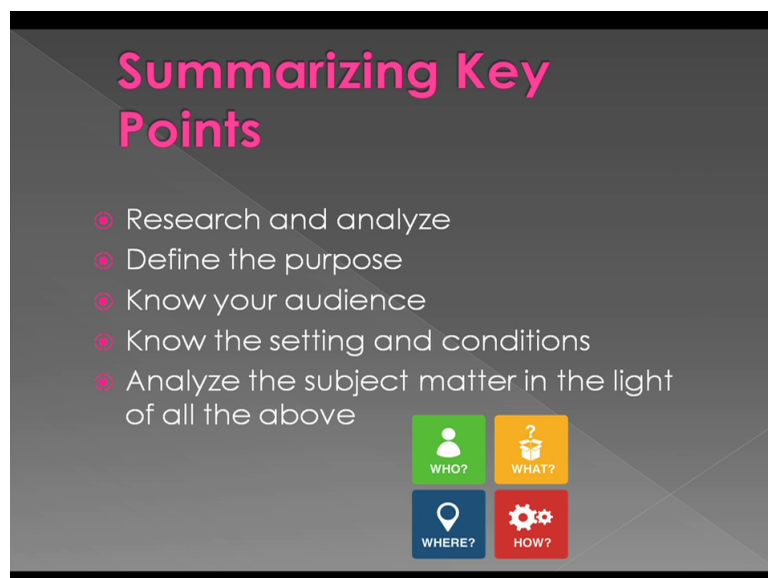 Summarizing Key
Points
Research and analyze
Define the purpose
Know your audience
Know the setting and conditions
Analyze the subject matter in the light
of all the above
?
WHO?
WHAT?
WHERE?
HOW?